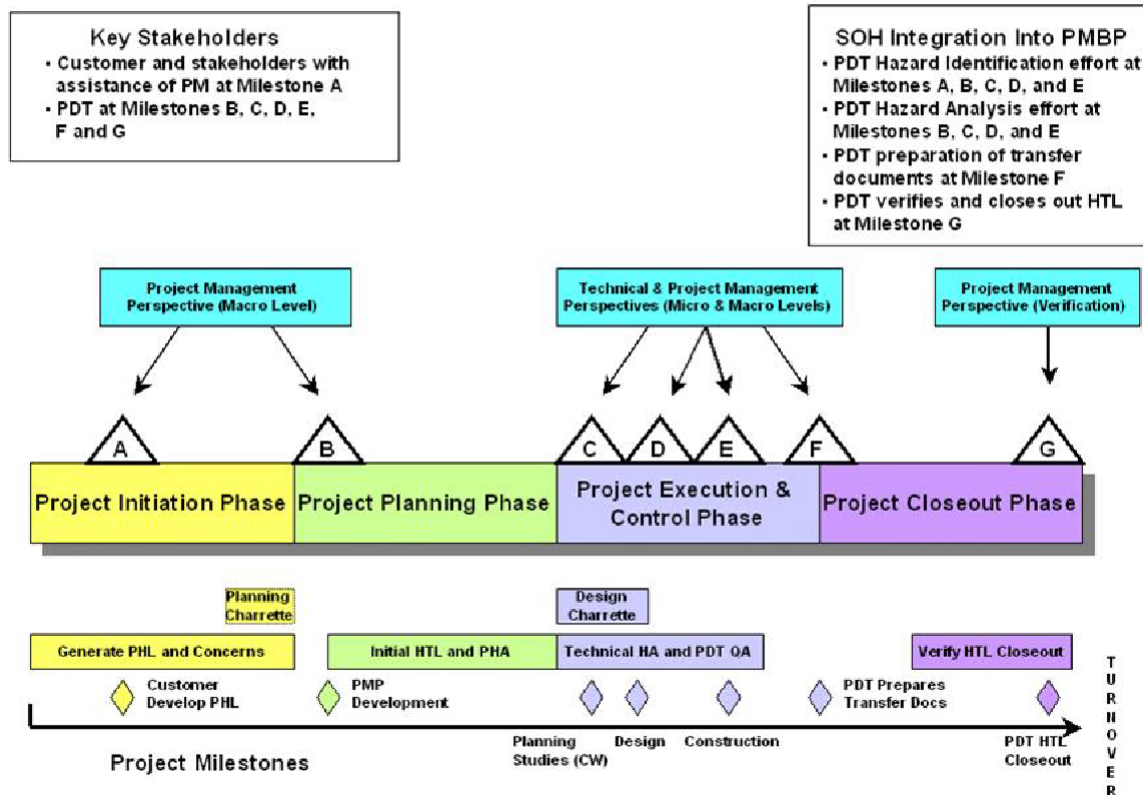 Key Stakeholders
• Customer and stakeholders with
assistance of PM at Milestone A
• PDT at Milestones B, C, D, E,
F and G
SOH Integration Into PMBP
• PDT Hazard Identification effort at
Milestones A, B, C, D, and E
• PDT Hazard Analysis effort at
Milestones B, C, D, and E
• PDT preparation of transfer
documents at Milestone F
• PDT verifies and closes out HTL
at Milestone G
Project Management
Perspective (Macro Level)
Technical & Project Management
Perspectives (Micro & Macro Levels)
Project Management
Perspective (Verification)
A
B
C
D
E
F
G
Project Initiation Phase
Project Planning Phase
Project Execution &
Control Phase
Project Closeout Phase
Planning
Charrette
Design
Charrette
Generate PHL and Concerns
Initial HTL and PHA
Technical HA and PDT QA
Verify HTL Closeout
Customer
Develop PHL
PMP
Development
PDT Prepares
Transfer Docs
Planning
Studies (CW)
Design
Construction
PDT HTL
Closeout
Project Milestones
TURNOVER